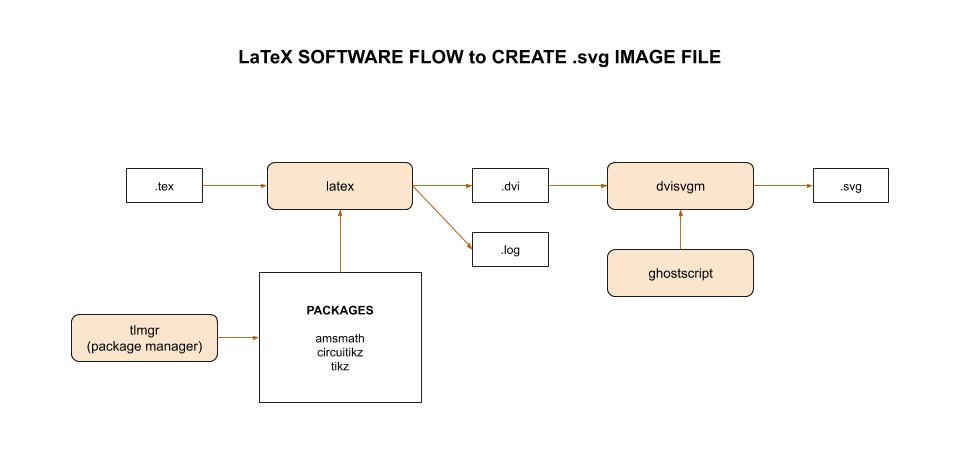 LaTeX SOFTWARE FLOW to CREATE .svg IMAGE FILE
.tex
latex
.dvi
dvisvgm
.svg
.log
ghostscript
PACKAGES
amsmath
circuitikz
tikz
tlmgr
(package manager)